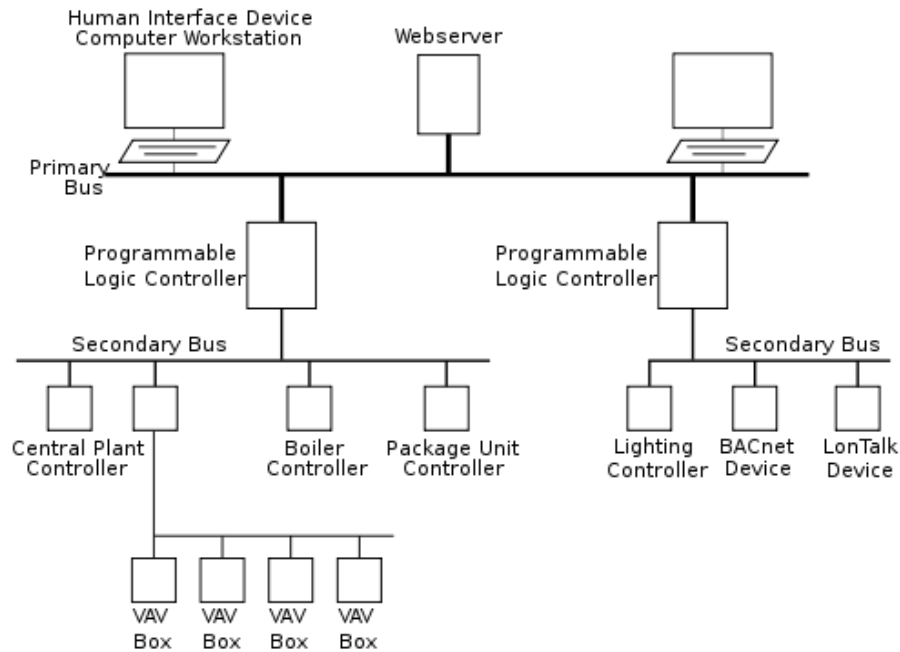 Human Interface Device
Computer Workstation
Webserver
Primary
Bus
Programmable
Logic Controller
Programmable
Logic Controller
Secondary Bus
Secondary Bus
Central Plant
Controller
Boiler
Controller
Package Unit
Controller
Lighting
Controller
BACnet
Device
LonTalk
Device
VAV
Box
VAV
Box
VAV
Box
VAV
Box